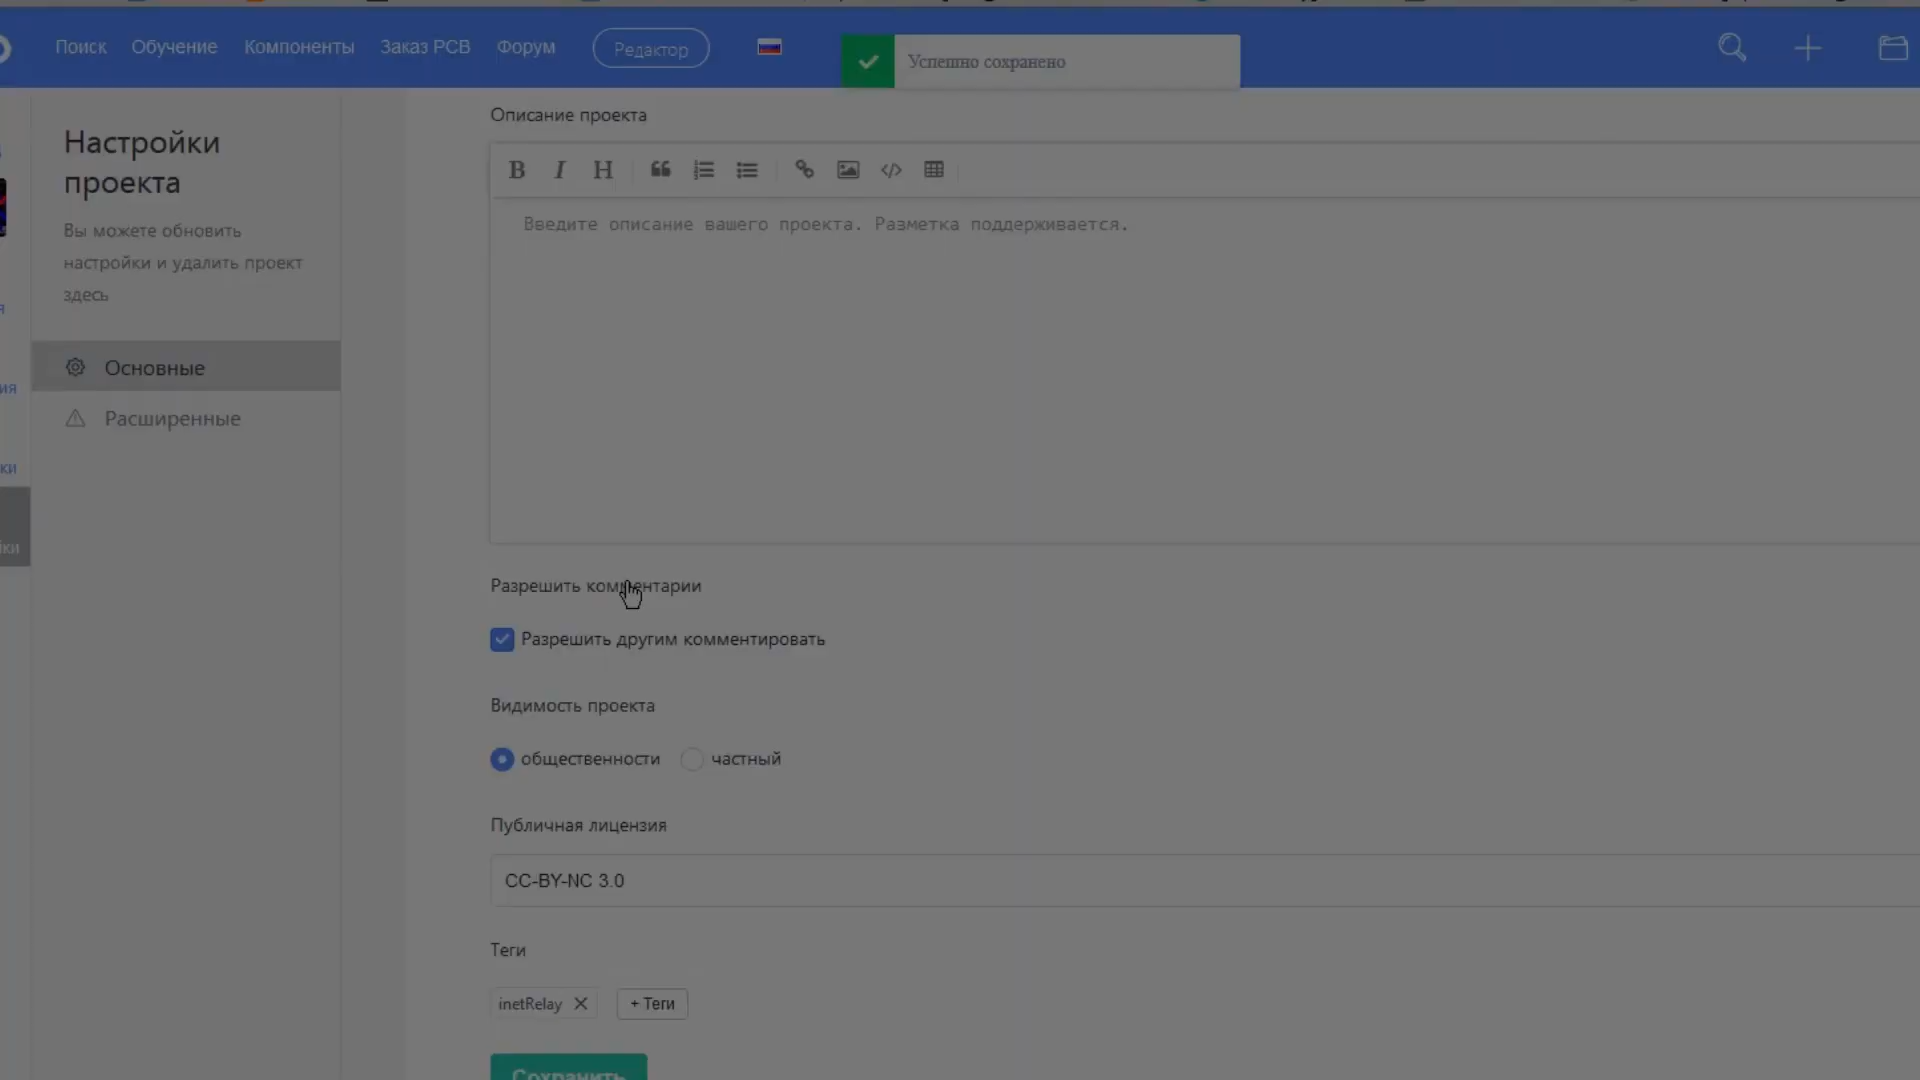 Поиск Обучение Компоненты Заказ PCB Форум Редактор
Успешно сохранено
Настройки
проекта
Вы можете обновить
настройки и удалить проект
здесь
Основные
Расширенные
Описание проекта
B I H
Введите описание вашего проекта. Разметка поддерживается.
Разрешить комментарии
Разрешить другим комментировать
Видимость проекта
общественности частный
Публичная лицензия
CC-BY-NC 3.0
Теги
inetRelay + Теги
Сохранить